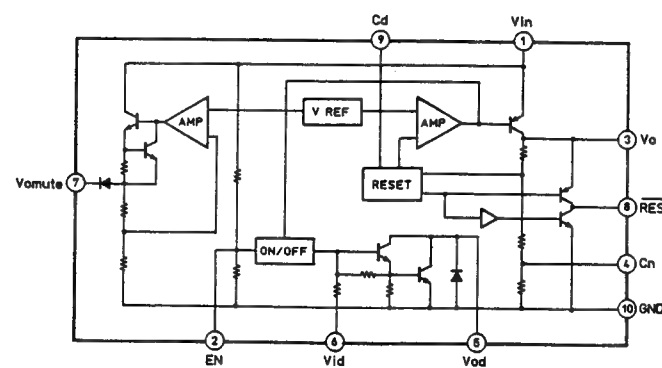 Cd
9
Vin
1
AMP
V REF
AMP
3 Vo
Vomute 7
RESET
8 RES
ON/OFF
4 Cn
10 GND
2
EN
6
Vid
5
Vod